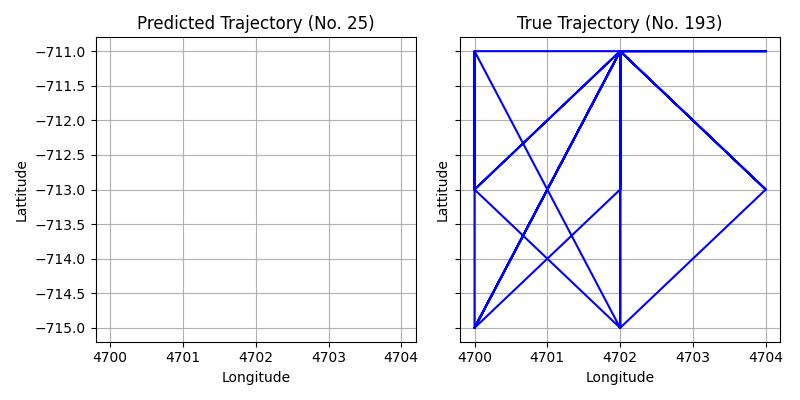 Predicted Trajectory (No. 25)
True Trajectory (No. 193)
Lattitude
−711.0
−711.5
−712.0
−712.5
−713.0
−713.5
−714.0
−714.5
−715.0
4700 4701 4702 4703 4704
Longitude
Lattitude
4700 4701 4702 4703 4704
Longitude